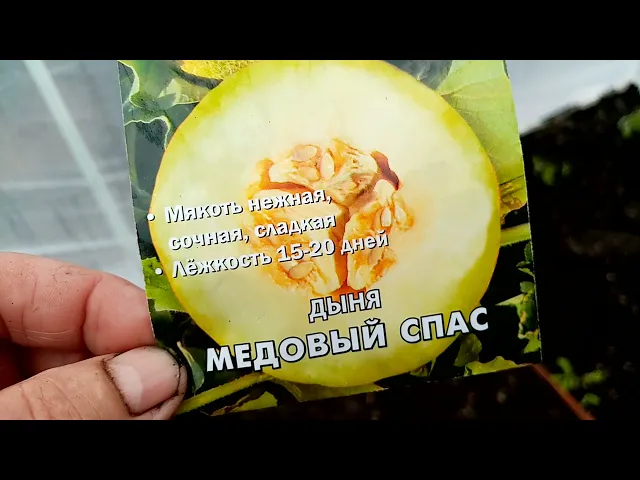 • Мякоть нежная,
сочная, сладкая
• Лёжкость 15-20 дней
ДЫНЯ
МЕДОВЫЙ СПАС